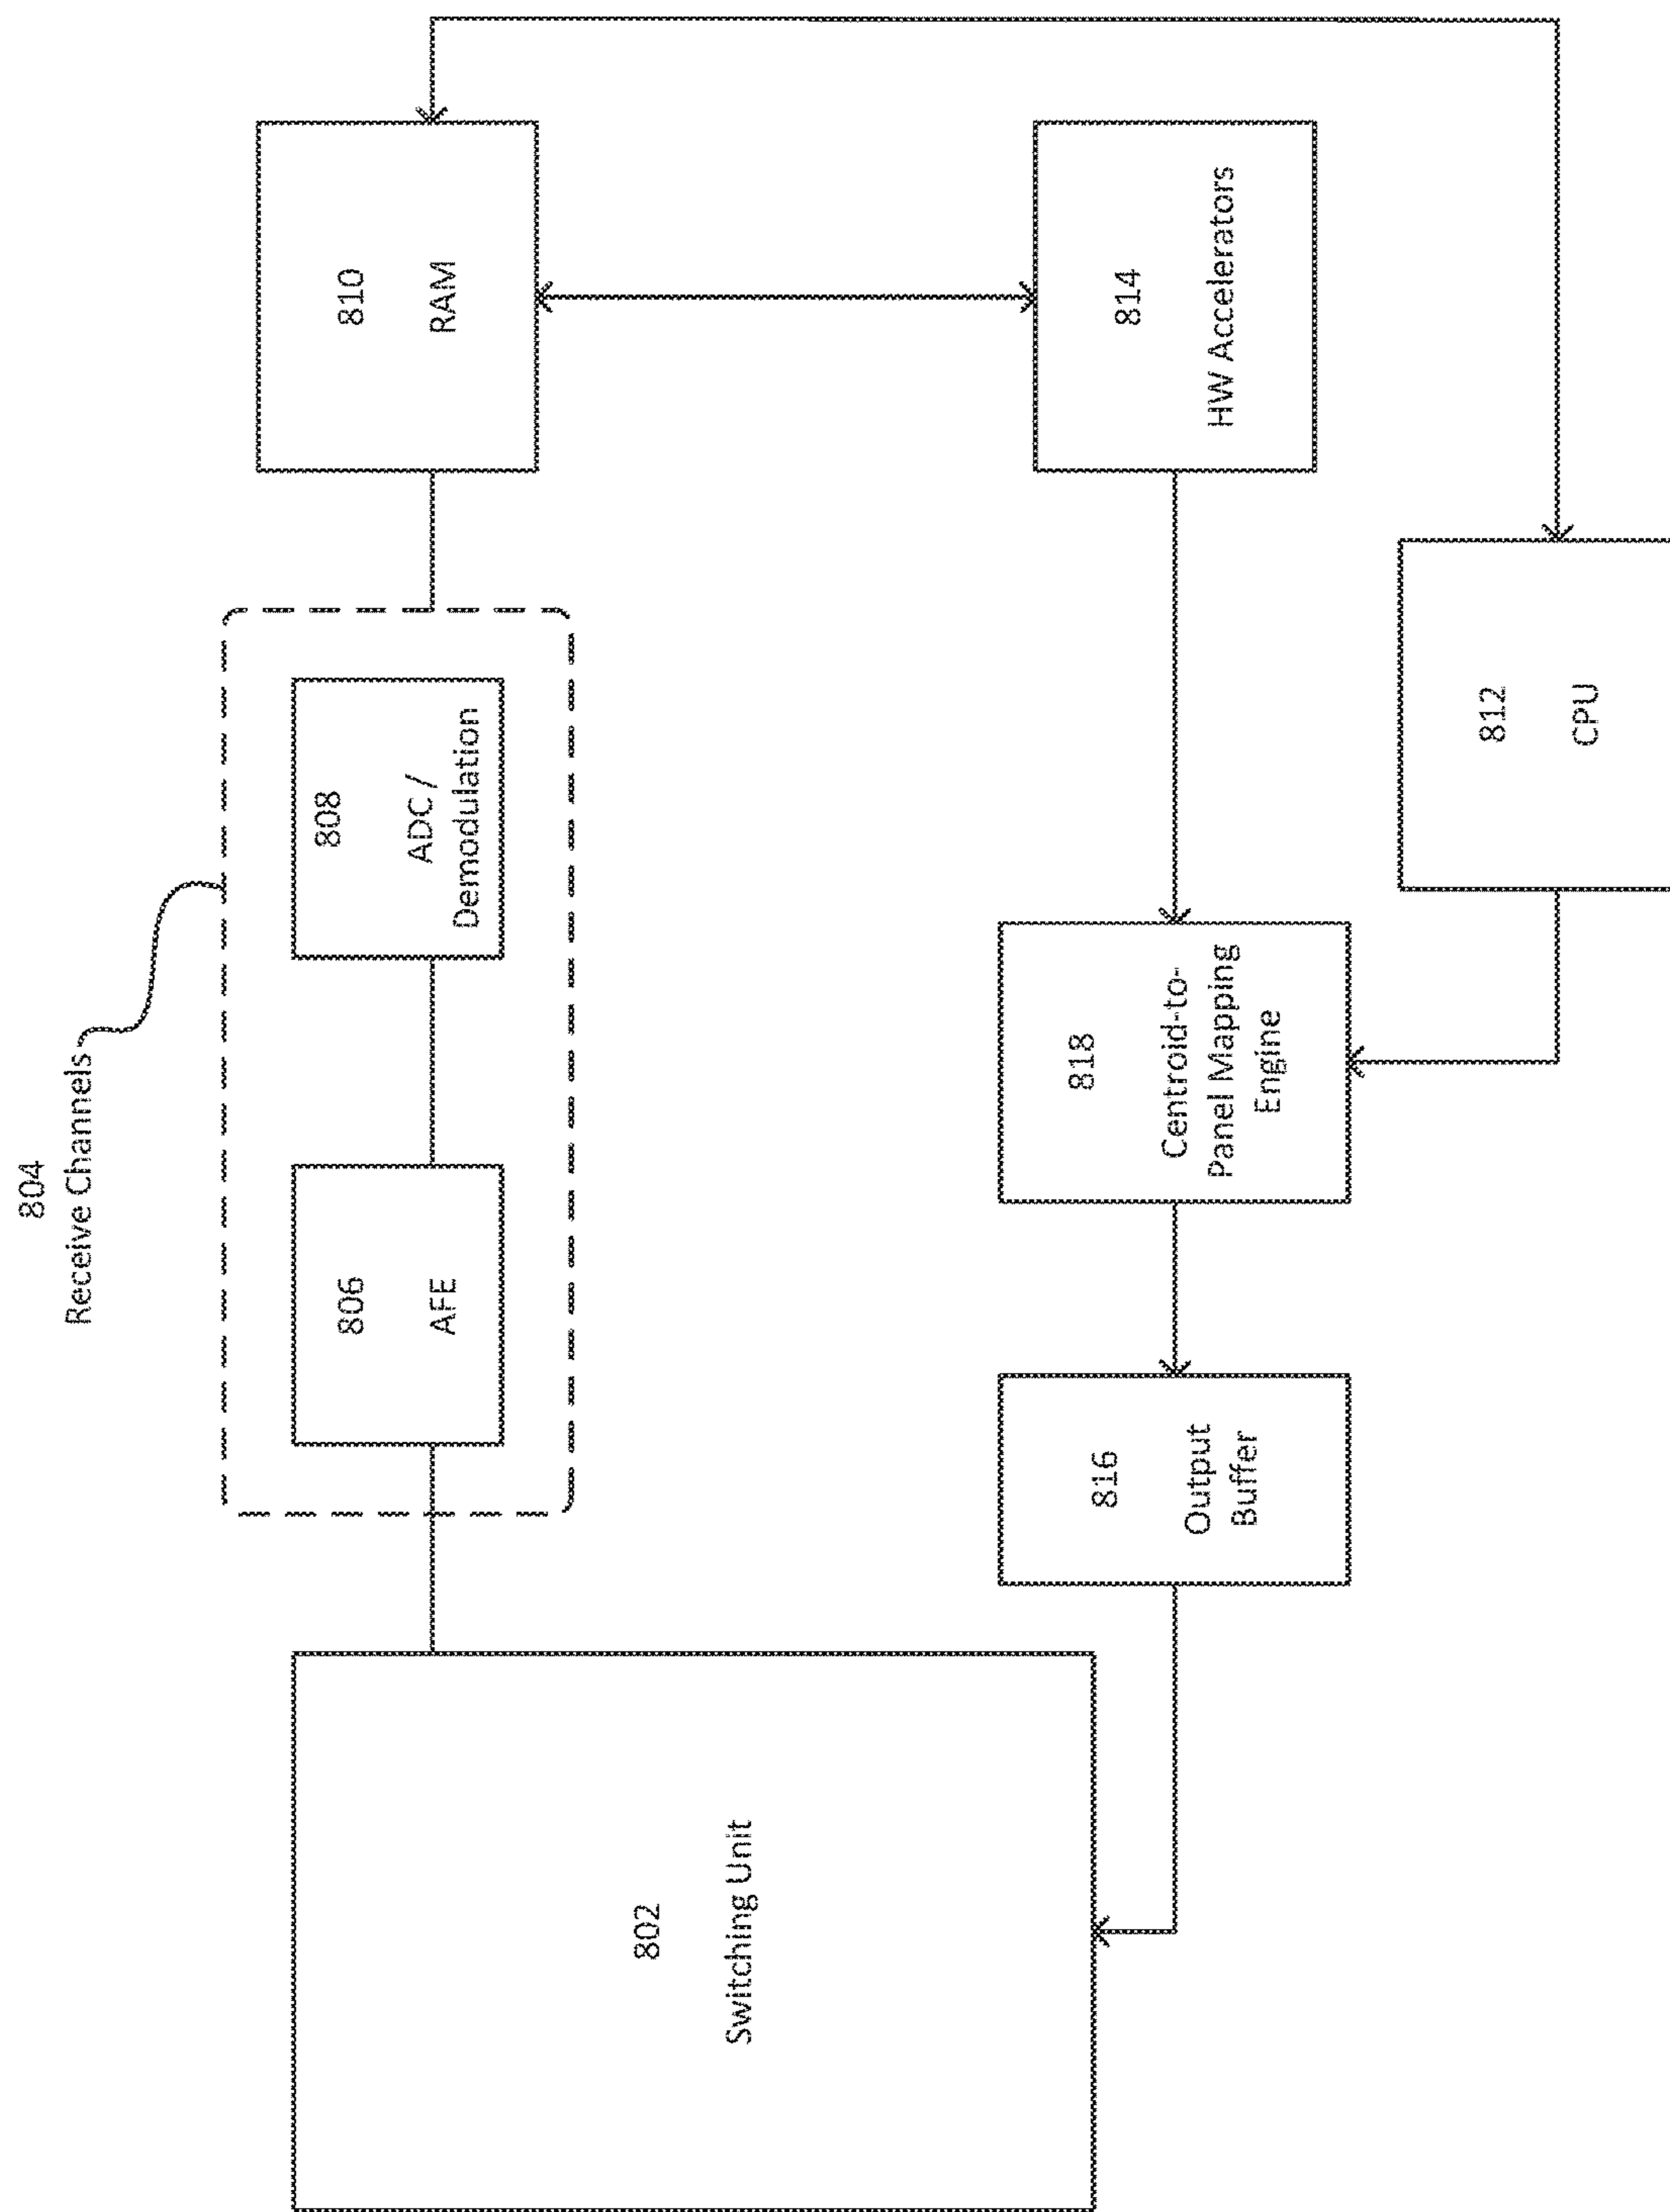 804
Receive Channels
802
Switching Unit
806
AFE
808
ADC /
Demodulation
810
RAM
816
Output
Buffer
818
Centroid-to-
Panel Mapping
Engine
814
HW Accelerators
812
CPU